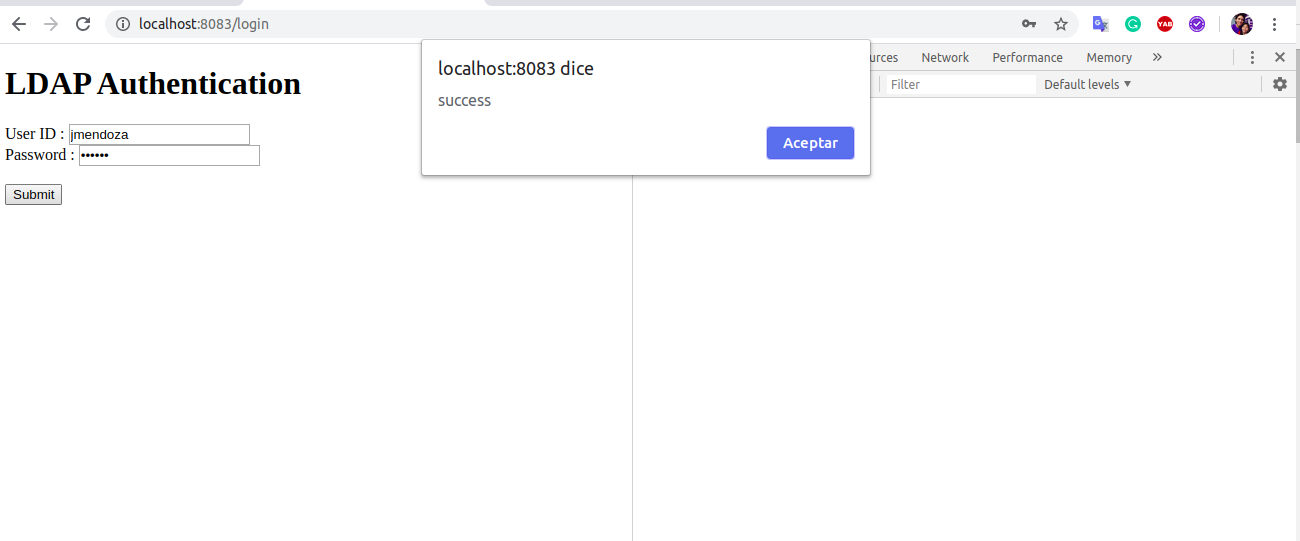 localhost:8083/login
YAB
localhost:8083 dice
success
Aceptar
urces Network Performance Memory
Filter Default levels
LDAP Authentication
User ID : jmendoza
Password : ••••••
Submit